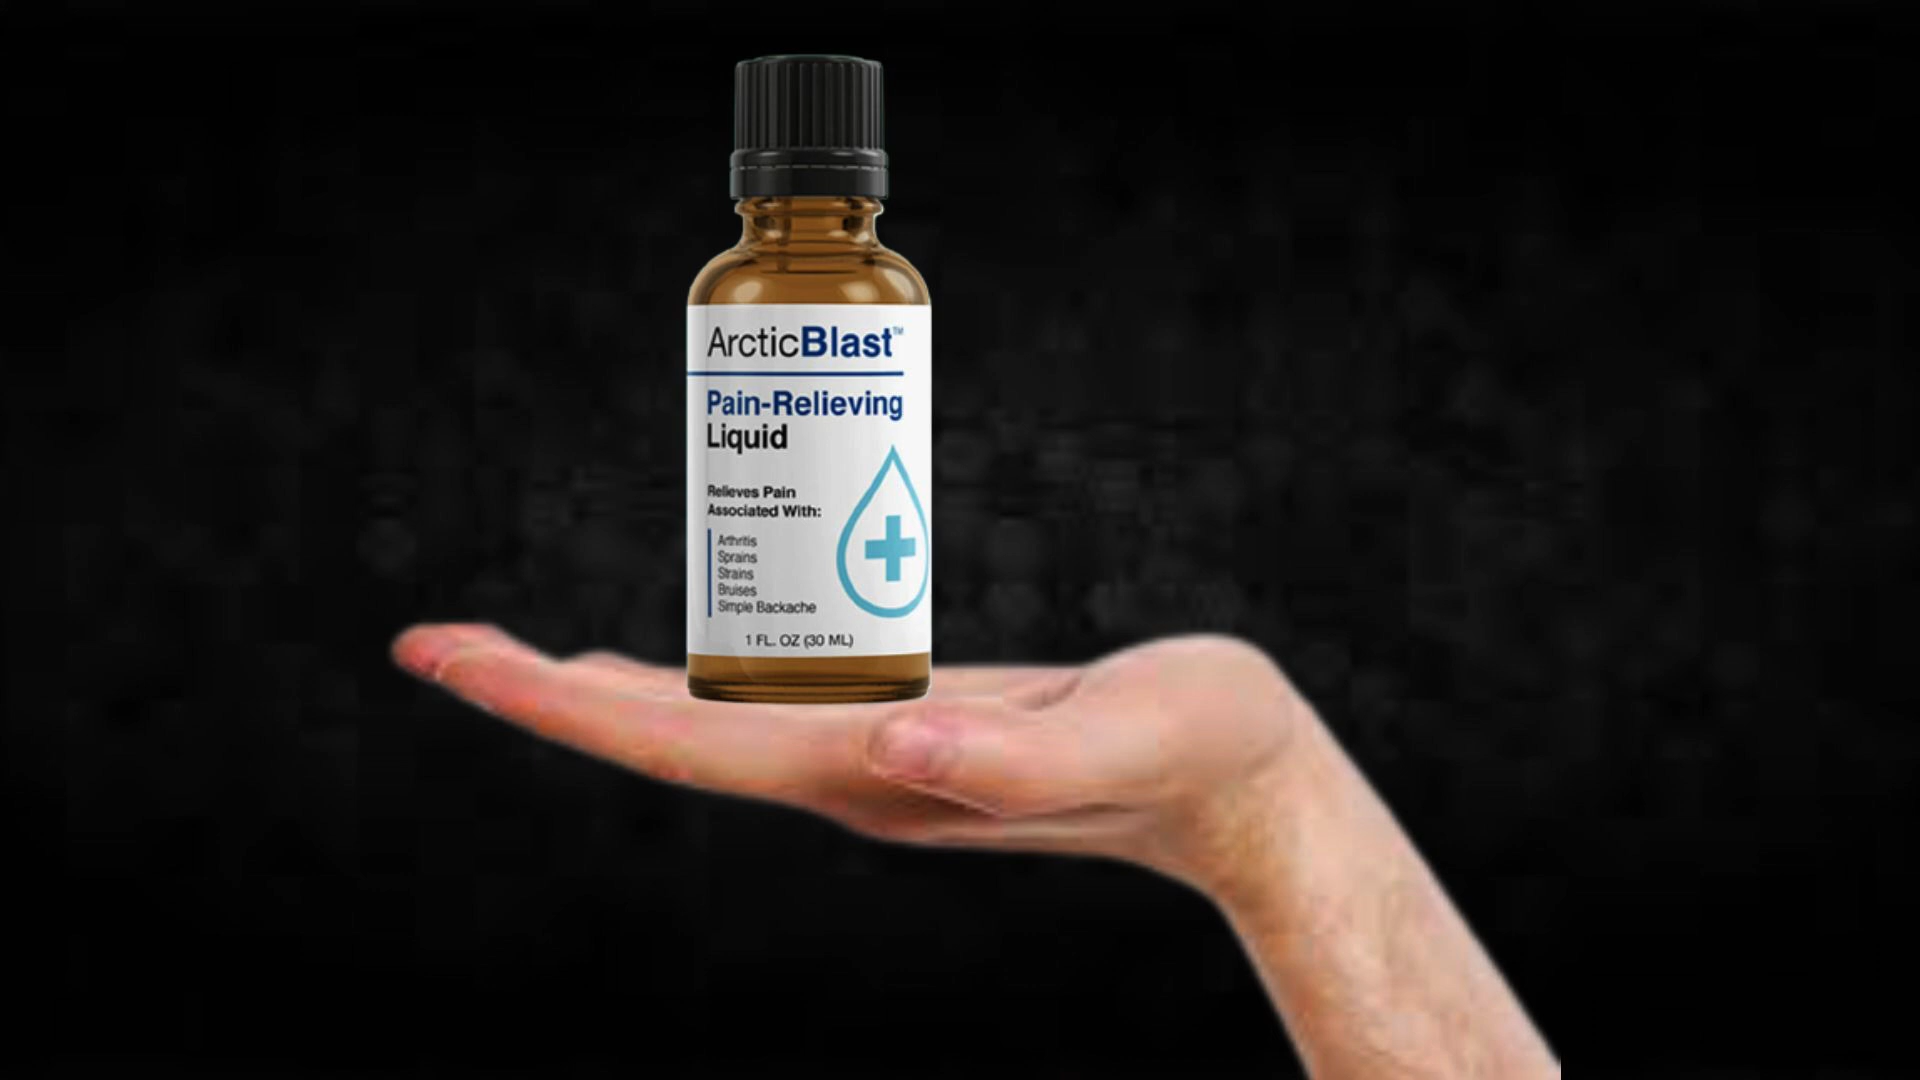 ArcticBlast™
Pain-Relieving
Liquid
Relieves Pain
Associated With:
Arthritis
Sprains
Strains
Bruises
Simple Backache
1 FL. OZ (30 ML)